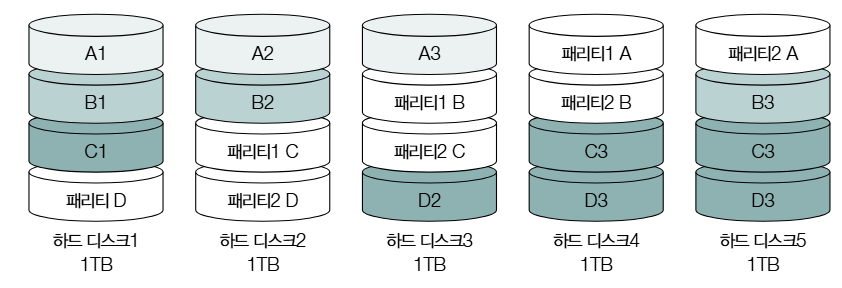 A1 A2 A3 패리티1 A 패리티2 A
B1 B2 패리티1 B 패리티2 B B3
C1 패리티1 C 패리티2 C C3 C3
패리티 D 패리티2 D D2 D3 D3
하드 디스크1 하드 디스크2 하드 디스크3 하드 디스크4 하드 디스크5
1TB 1TB 1TB 1TB 1TB